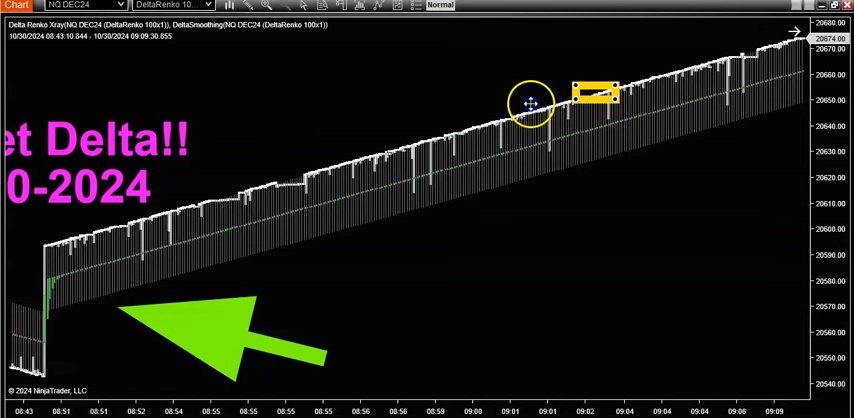 Chart NQ DEC24 DeltaRenko 100x1) ... Normal
Delta Renko Xray(NQ DEC24 (DeltaRenko 100x1)), DeltaSmoothing(NQ DEC24 (DeltaRenko 100x1))
10/30/2024 08:43:10.844 - 10/30/2024 09:09:30.855
et Delta!!
0-2024
20680.00
20674.00
20670.00
20660.00
20650.00
20640.00
20630.00
20620.00
20610.00
20600.00
20590.00
20580.00
20570.00
20560.00
20550.00
20540.00
© 2024 NinjaTrader, LLC
08:43 08:51 08:51 08:52 08:54 08:55 08:55 08:56 08:56 08:57 08:58 08:59 09:00 09:01 09:01 09:02 09:04 09:04 09:06 09:06 09:09